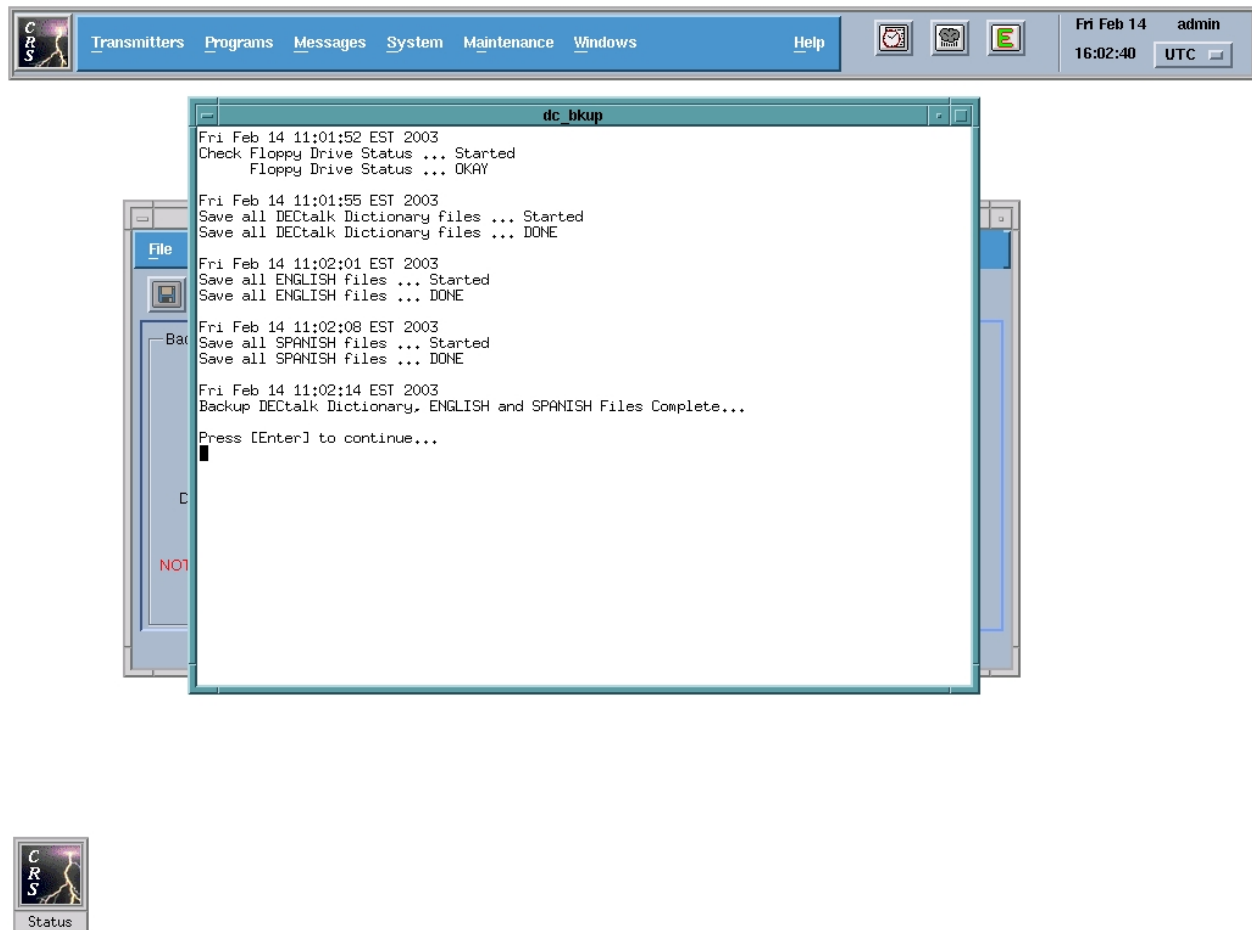 C
R
S
Transmitters Programs Messages System Maintenance Windows Help
E
Fri Feb 14 admin
16:02:40 UTC
dc_bkup
Fri Feb 14 11:01:52 EST 2003
Check Floppy Drive Status ... Started
Floppy Drive Status ... OKAY
Fri Feb 14 11:01:55 EST 2003
Save all DECtalk Dictionary files ... Started
Save all DECtalk Dictionary files ... DONE
Fri Feb 14 11:02:01 EST 2003
Save all ENGLISH files ... Started
Save all ENGLISH files ... DONE
Fri Feb 14 11:02:08 EST 2003
Save all SPANISH files ... Started
Save all SPANISH files ... DONE
Fri Feb 14 11:02:14 EST 2003
Backup DECtalk Dictionary, ENGLISH and SPANISH Files Complete...
Press [Enter] to continue...
File
Bac
D
NOT
C
R
S
Status